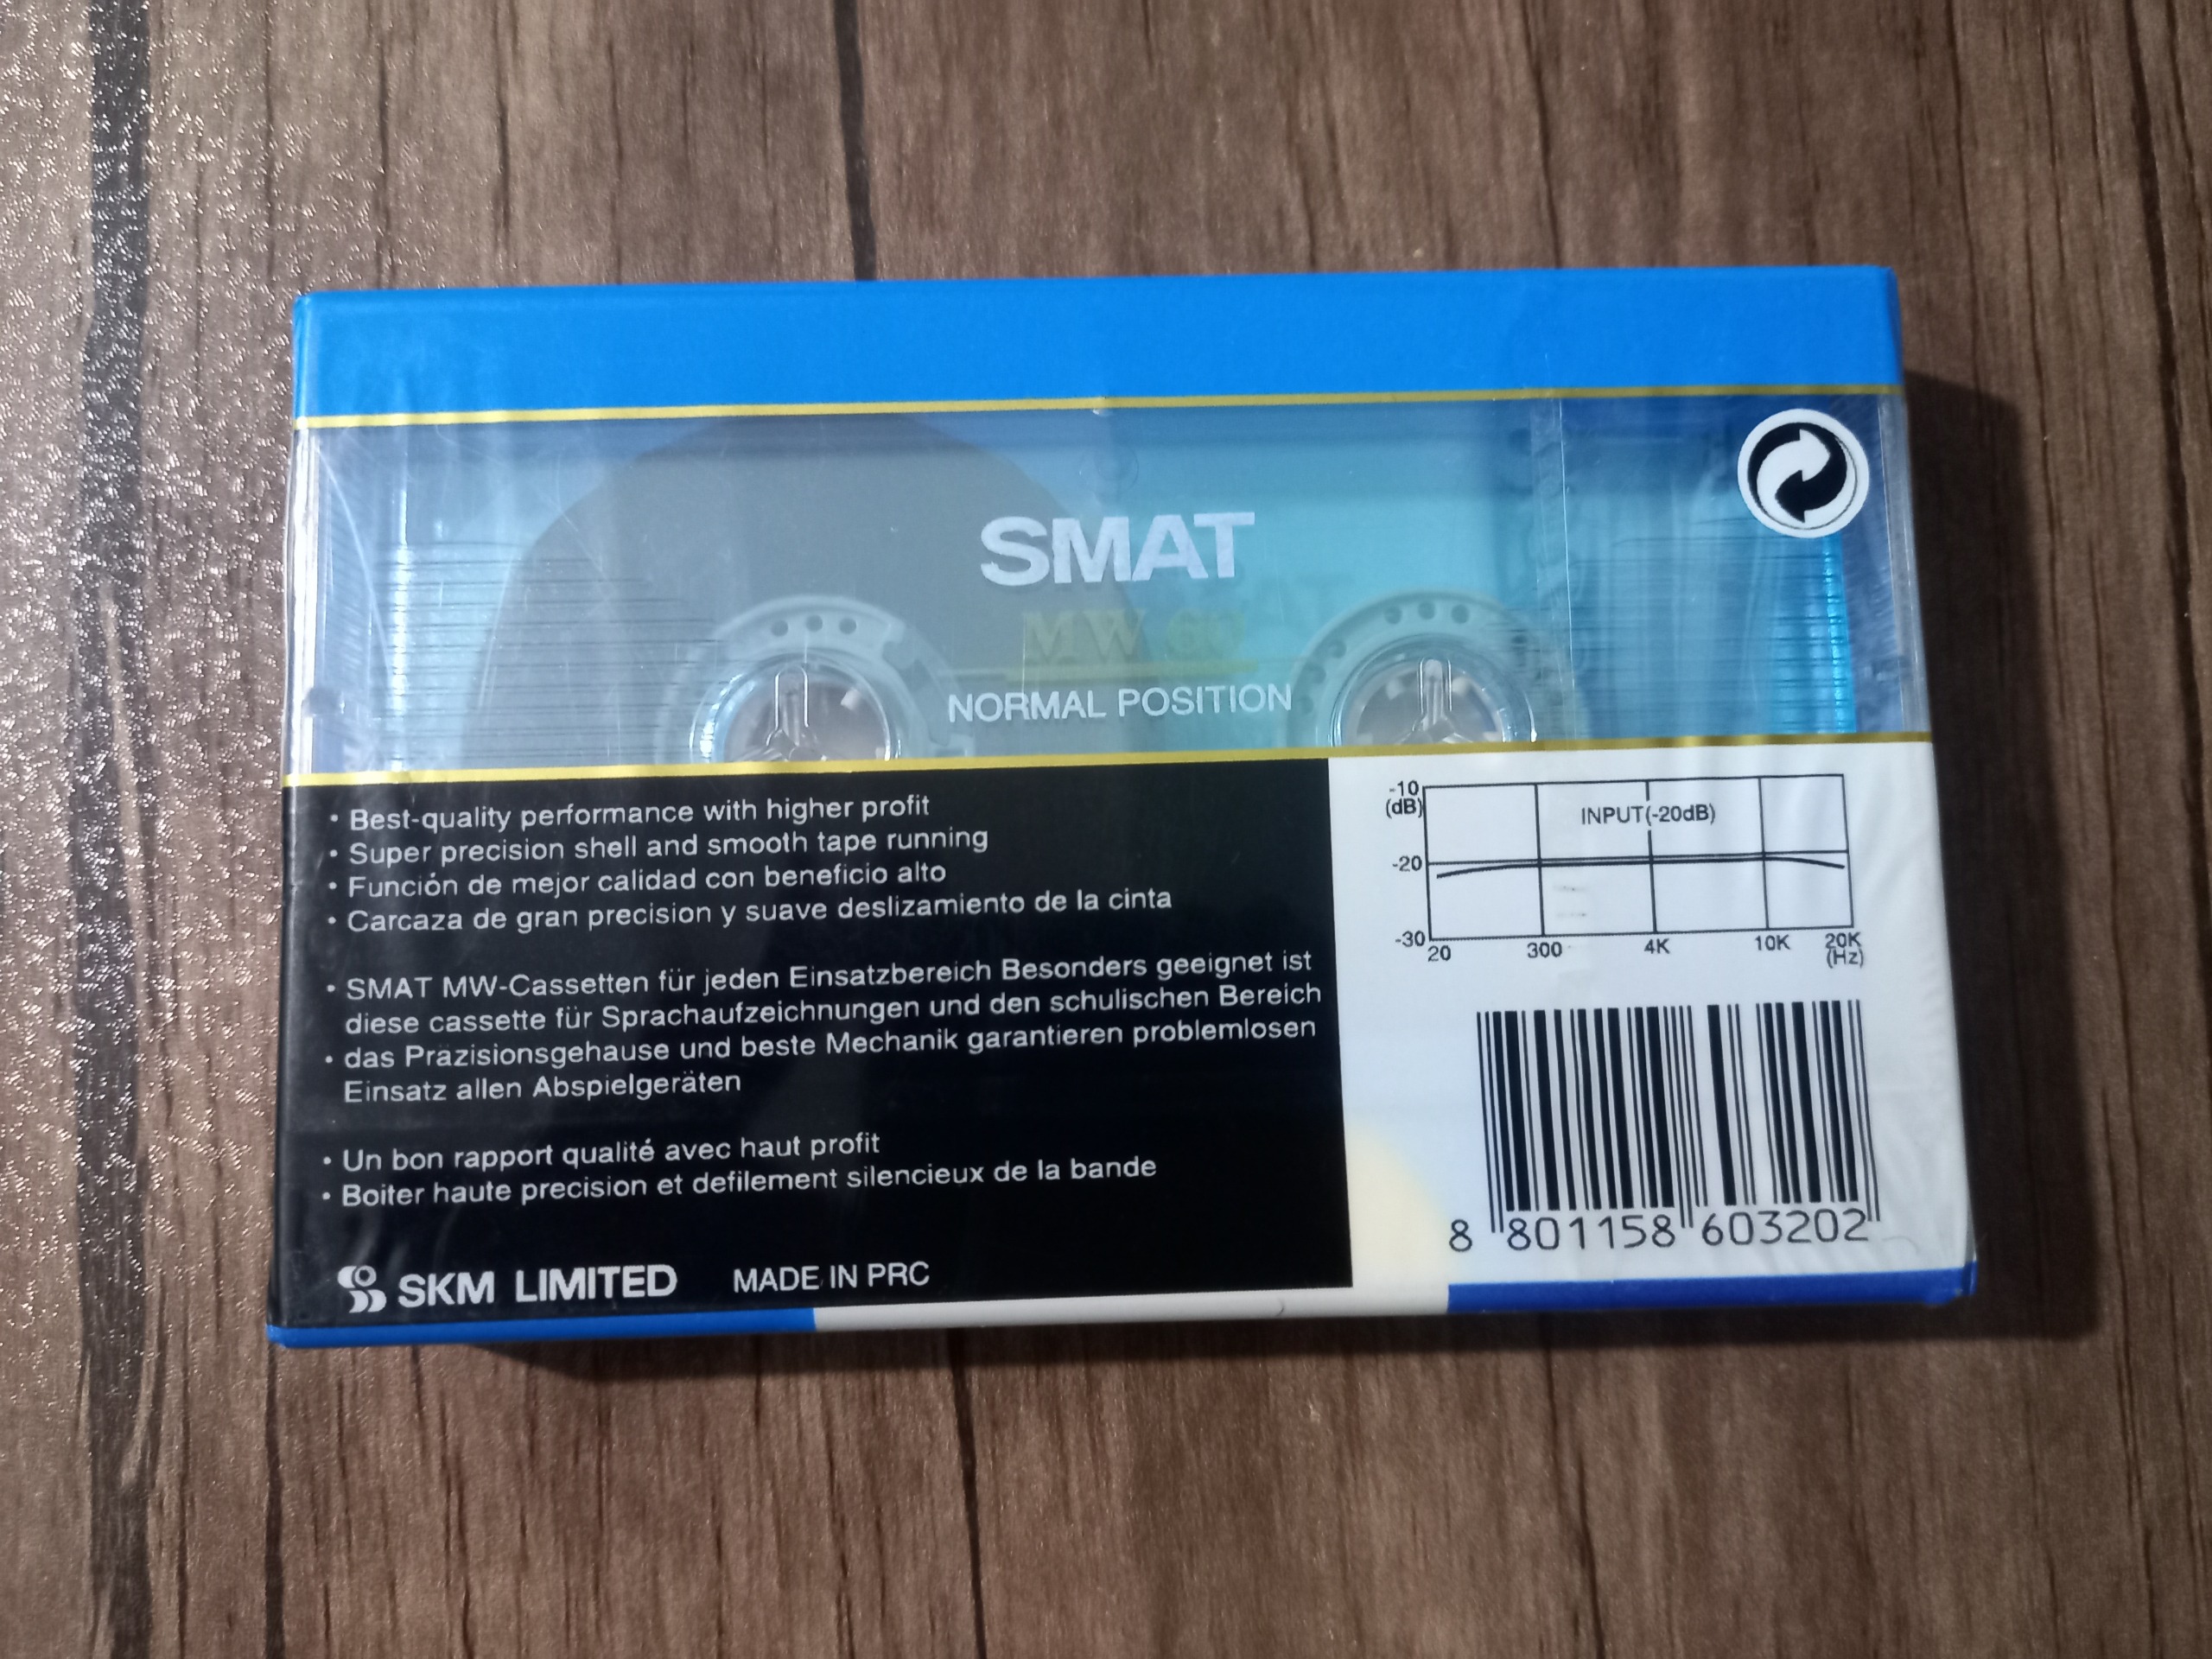 SMAT
MW 60
NORMAL POSITION
• Best-quality performance with higher profit
• Super precision shell and smooth tape running
• Función de mejor calidad con beneficio alto
• Carcaza de gran precision y suave deslizamiento de la cinta
• SMAT MW-Cassetten für jeden Einsatzbereich Besonders geeignet ist
diese cassette für Sprachaufzeichnungen und den schulischen Bereich
• das Präzisionsgehause und beste Mechanik garantieren problemlosen
Einsatz allen Abspielgeräten
• Un bon rapport qualité avec haut profit
• Boiter haute precision et defilement silencieux de la bande
SKM LIMITED MADE IN PRC
-10
(dB)
INPUT(-20dB)
-20
-30
20 300 4K 10K 20K
(Hz)
8 801158 603202